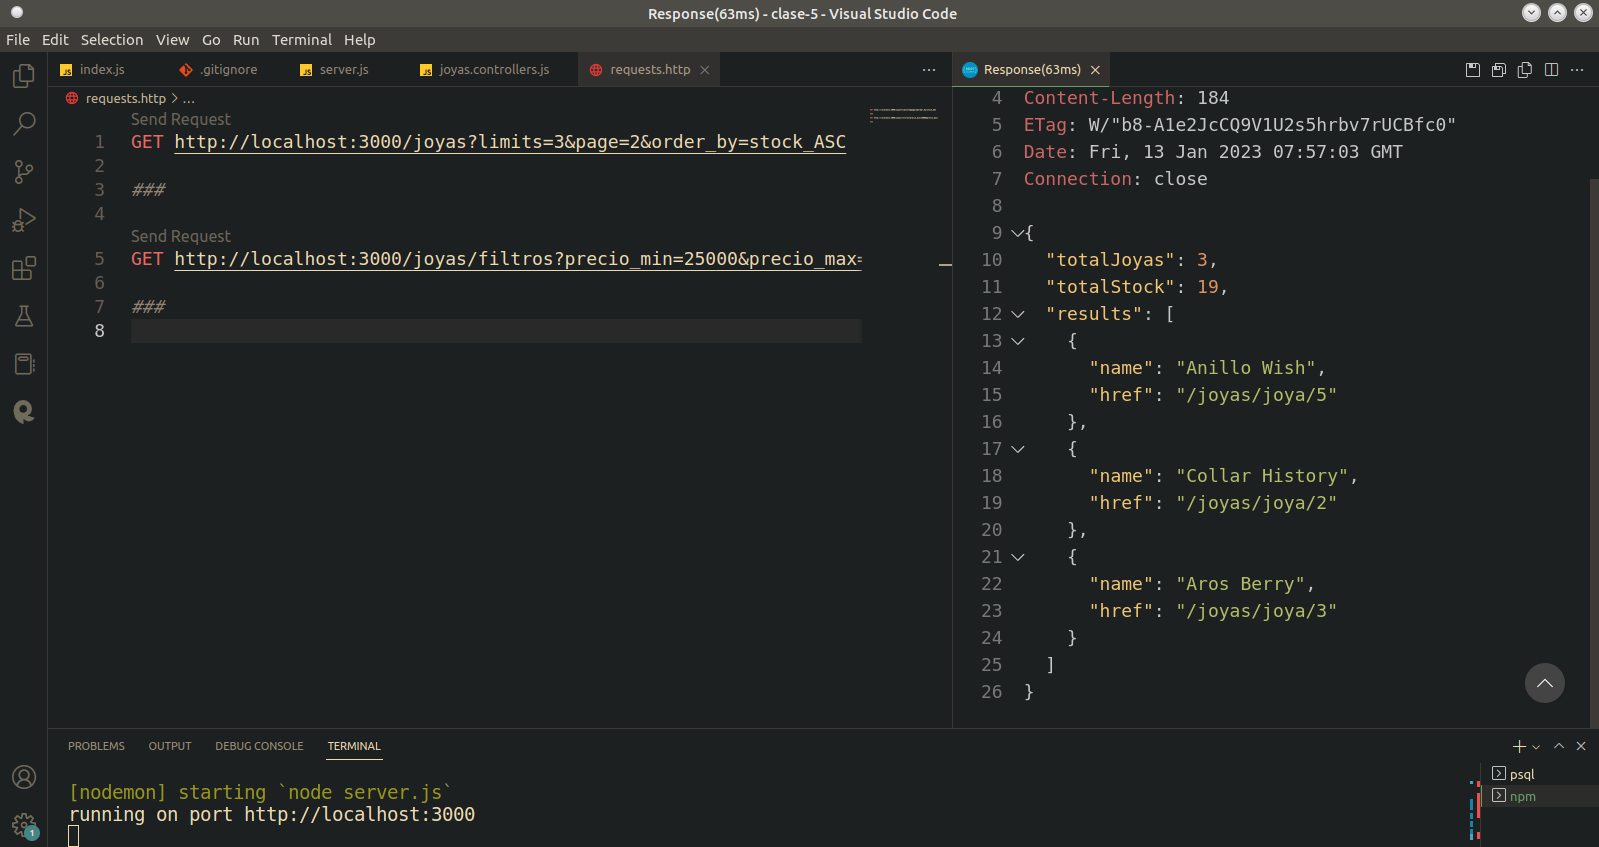 Response(63ms) - clase-5 - Visual Studio Code
File Edit Selection View Go Run Terminal Help
JS index.js .gitignore JS server.js JS joyas.controllers.js requests.http
requests.http > ...
Send Request
1 GET http://localhost:3000/joyas?limits=3&page=2&order_by=stock_ASC
2
3 ###
4
Send Request
5 GET http://localhost:3000/joyas/filtros?precio_min=25000&precio_max=
6
7 ###
8
Response(63ms)
4 Content-Length: 184
5 ETag: W/"b8-A1e2JcCQ9V1U2s5hrbv7rUCBfc0"
6 Date: Fri, 13 Jan 2023 07:57:03 GMT
7 Connection: close
8
9 {
10 "totalJoyas": 3,
11 "totalStock": 19,
12 "results": [
13 {
14 "name": "Anillo Wish",
15 "href": "/joyas/joya/5"
16 },
17 {
18 "name": "Collar History",
19 "href": "/joyas/joya/2"
20 },
21 {
22 "name": "Aros Berry",
23 "href": "/joyas/joya/3"
24 }
25 ]
26 }
PROBLEMS OUTPUT DEBUG CONSOLE TERMINAL
[nodemon] starting `node server.js`
running on port http://localhost:3000
psql
npm
1